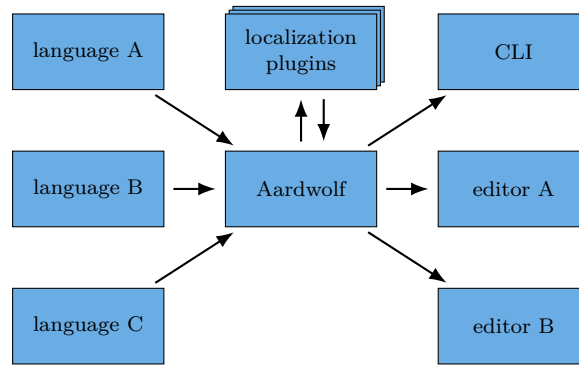 language A
localization
plugins
CLI
language B
Aardwolf
editor A
language C
editor B